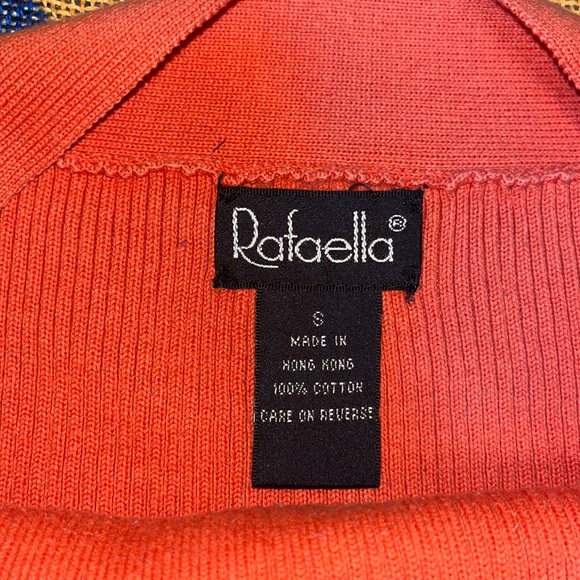 Rafaella®
S
MADE IN
HONG KONG
100% COTTON
CARE ON REVERSE